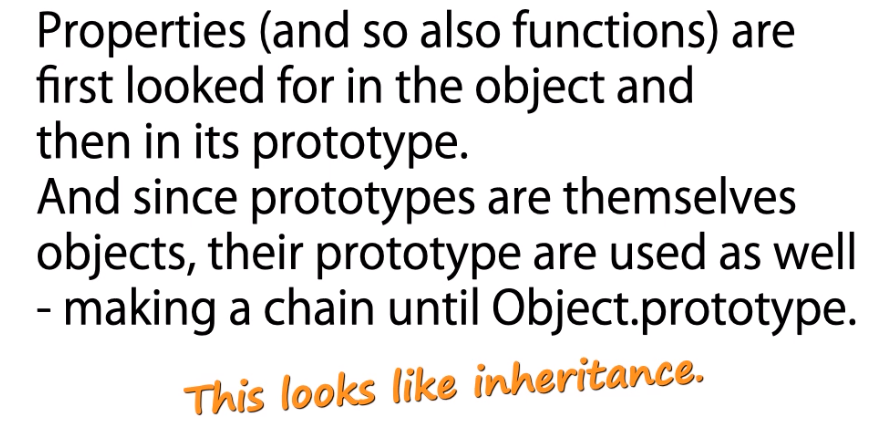 Properties (and so also functions) are
first looked for in the object and
then in its prototype.
And since prototypes are themselves
objects, their prototype are used as well
- making a chain until Object.prototype.
This looks like inheritance.